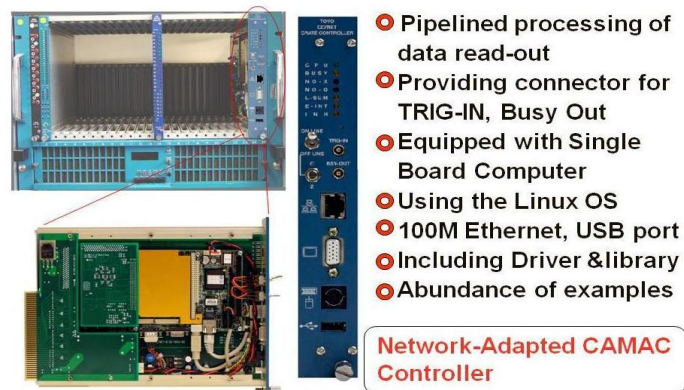 TOYO
CC/NET
CRATE CONTROLLER
C P U
B U S Y
N O - X
N O - Q
L - S U M
E - I N T
I N H
ON LINE
TRIG-IN
OFF LINE
C
BSY-OUT
Z
Pipelined processing of
data read-out
Providing connector for
TRIG-IN, Busy Out
Equipped with Single
Board Computer
Using the Linux OS
100M Ethernet, USB port
Including Driver &library
Abundance of examples
Network-Adapted CAMAC
Controller